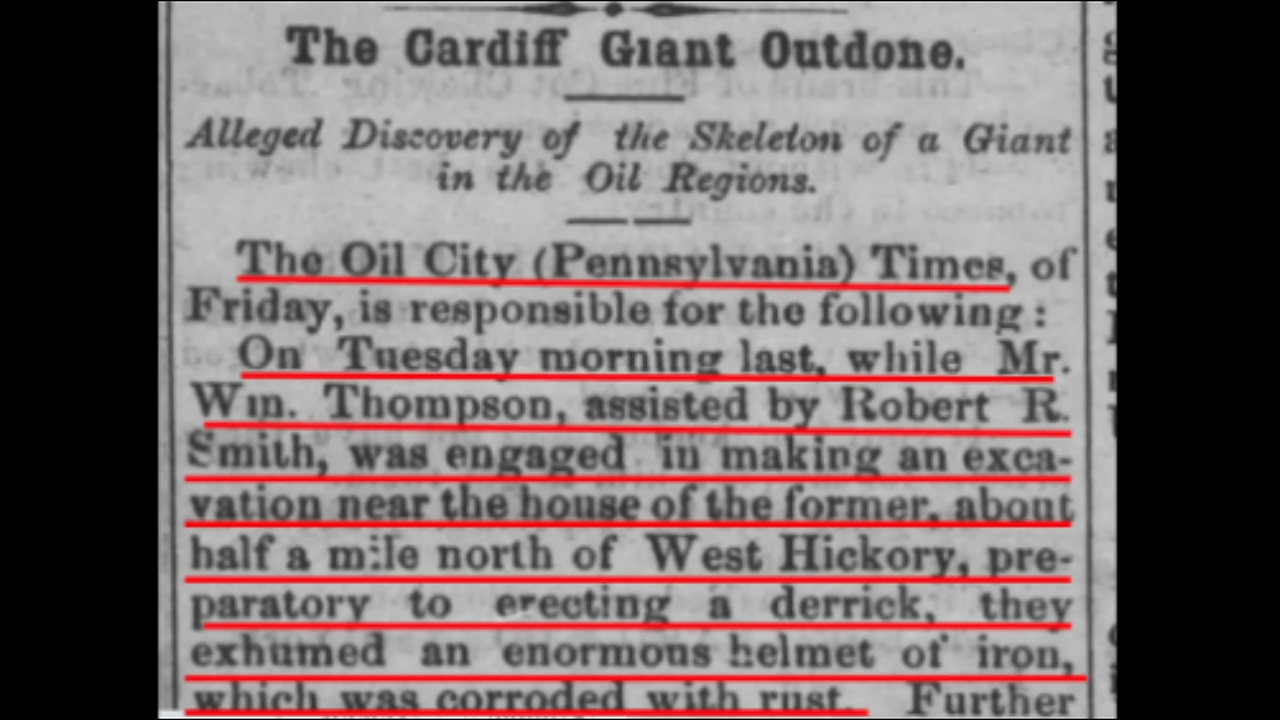 The Cardiff Giant Outdone.
Alleged Discovery of the Skeleton of a Giant
in the Oil Regions.
The Oil City (Pennsylvania) Times, of
Friday, is responsible for the following :
On Tuesday morning last, while Mr.
Wm. Thompson, assisted by Robert R.
Smith, was engaged in making an exca-
vation near the house of the former, about
half a mile north of West Hickory, pre-
paratory to erecting a derrick, they
exhumed an enormous helmet of iron,
which was corroded with rust. Further